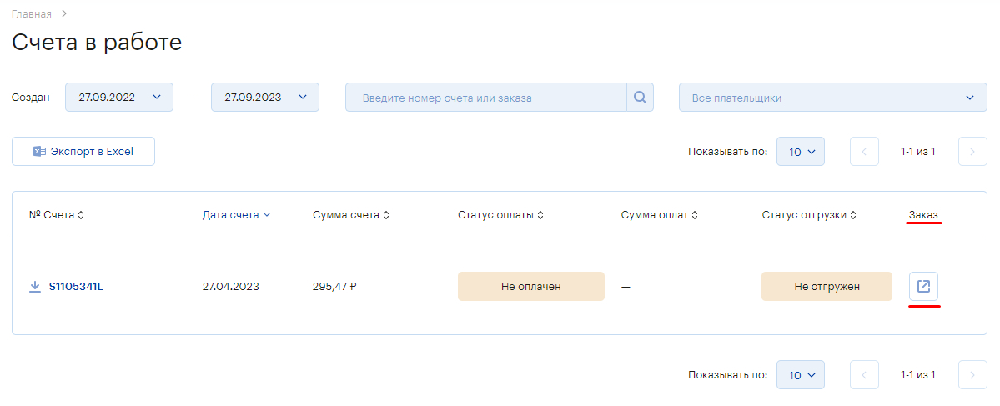 Главная
Счета в работе
Создан 27.09.2022 – 27.09.2023 Введите номер счета или заказа Все плательщики
Экспорт в Excel Показывать по: 10 1-1 из 1
№ Счета Дата счета Сумма счета Статус оплаты Сумма оплат Статус отгрузки Заказ
S1105341L 27.04.2023 295,47 ₽ Не оплачен — Не отгружен
Показывать по: 10 1-1 из 1